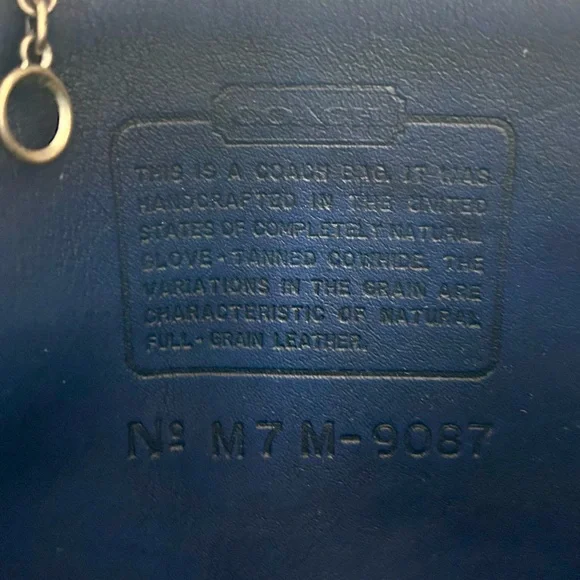 COACH
THIS IS A COACH BAG. IT WAS
HANDCRAFTED IN THE UNITED
STATES OF COMPLETELY NATURAL
GLOVE-TANNED COWHIDE. THE
VARIATIONS IN THE GRAIN ARE
CHARACTERISTIC OF NATURAL
FULL-GRAIN LEATHER.
Nº M7M-9087